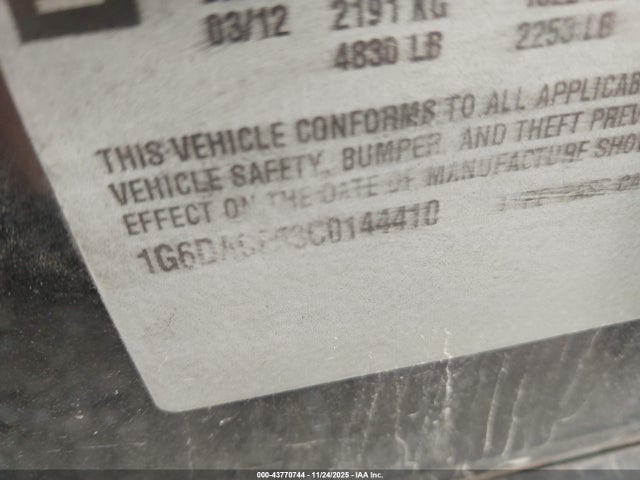 03/12 2191 KG
4830 LB 2253 LB
THIS VEHICLE CONFORMS TO ALL APPLICAB
VEHICLE SAFETY, BUMPER, AND THEFT PREV
EFFECT ON THE DATE OF MANUFACTURE SHO
00-43770744 - 11/24/2025 - IAA Inc.